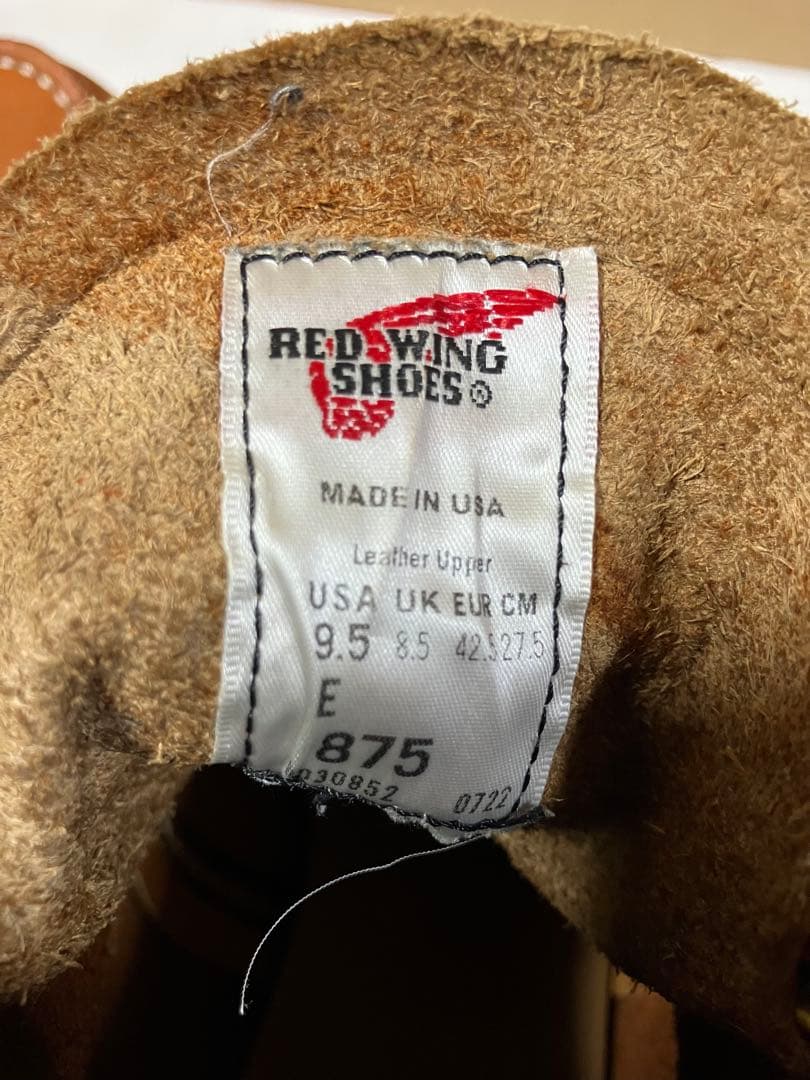 RED WING
SHOES®
MADE IN USA
Leather Upper
USA UK EUR CM
9.5 8.5 42.5 27.5
E
875
030852 0722